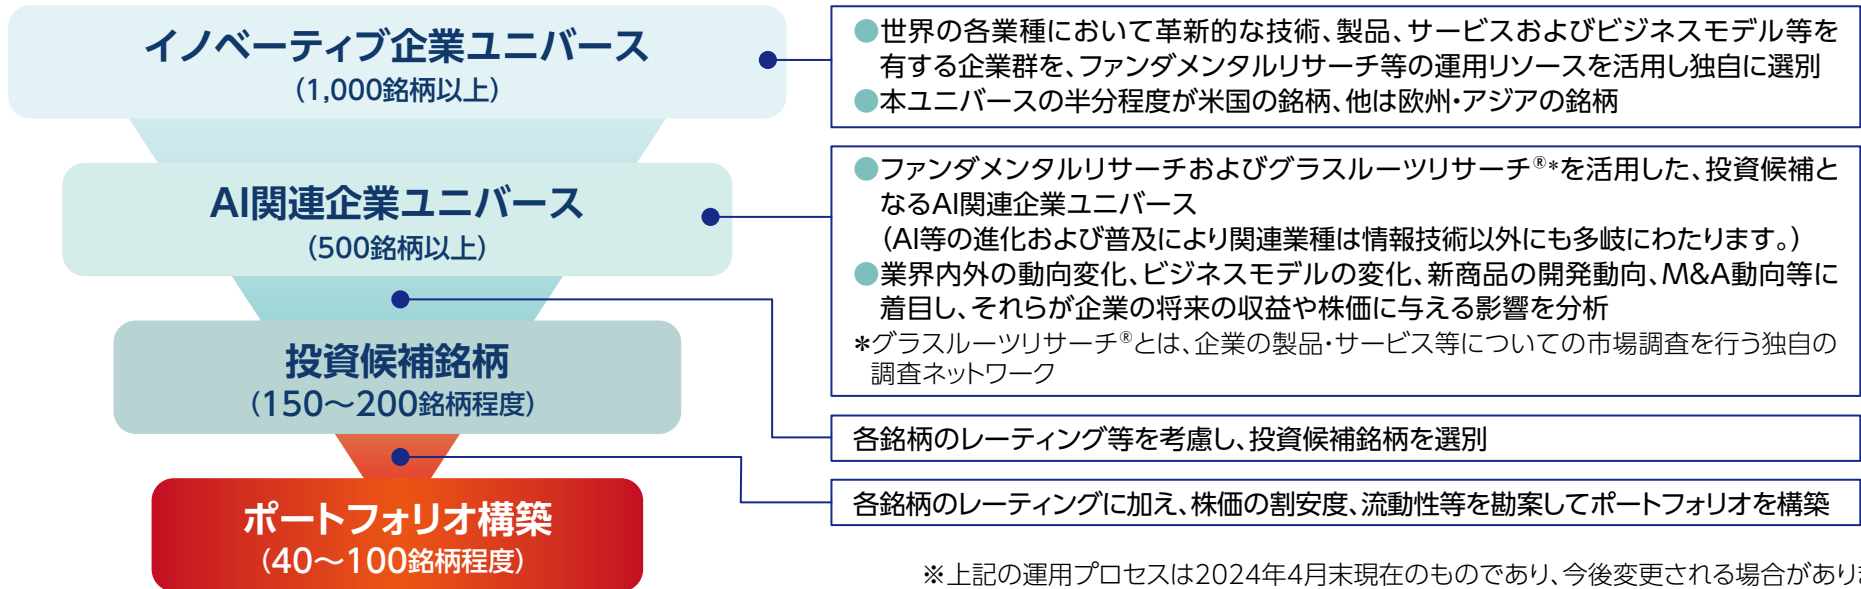 イノベーティブ企業ユニバース
(1,000銘柄以上)
●世界の各業種において革新的な技術、製品、サービスおよびビジネスモデル等を
有する企業群を、ファンダメンタルリサーチ等の運用リソースを活用し独自に選別
●本ユニバースの半分程度が米国の銘柄、他は欧州・アジアの銘柄
AI関連企業ユニバース
(500銘柄以上)
●ファンダメンタルリサーチおよびグラスルーツリサーチ®*を活用した、投資候補と
なるAI関連企業ユニバース
(AI等の進化および普及により関連業種は情報技術以外にも多岐にわたります。)
●業界内外の動向変化、ビジネスモデルの変化、新商品の開発動向、M&A動向等に
着目し、それらが企業の将来の収益や株価に与える影響を分析
*グラスルーツリサーチ®とは、企業の製品・サービス等についての市場調査を行う独自の
調査ネットワーク
投資候補銘柄
(150〜200銘柄程度)
各銘柄のレーティング等を考慮し、投資候補銘柄を選別
ポートフォリオ構築
(40〜100銘柄程度)
各銘柄のレーティングに加え、株価の割安度、流動性等を勘案してポートフォリオを構築
※上記の運用プロセスは2024年4月末現在のものであり、今後変更される場合があり